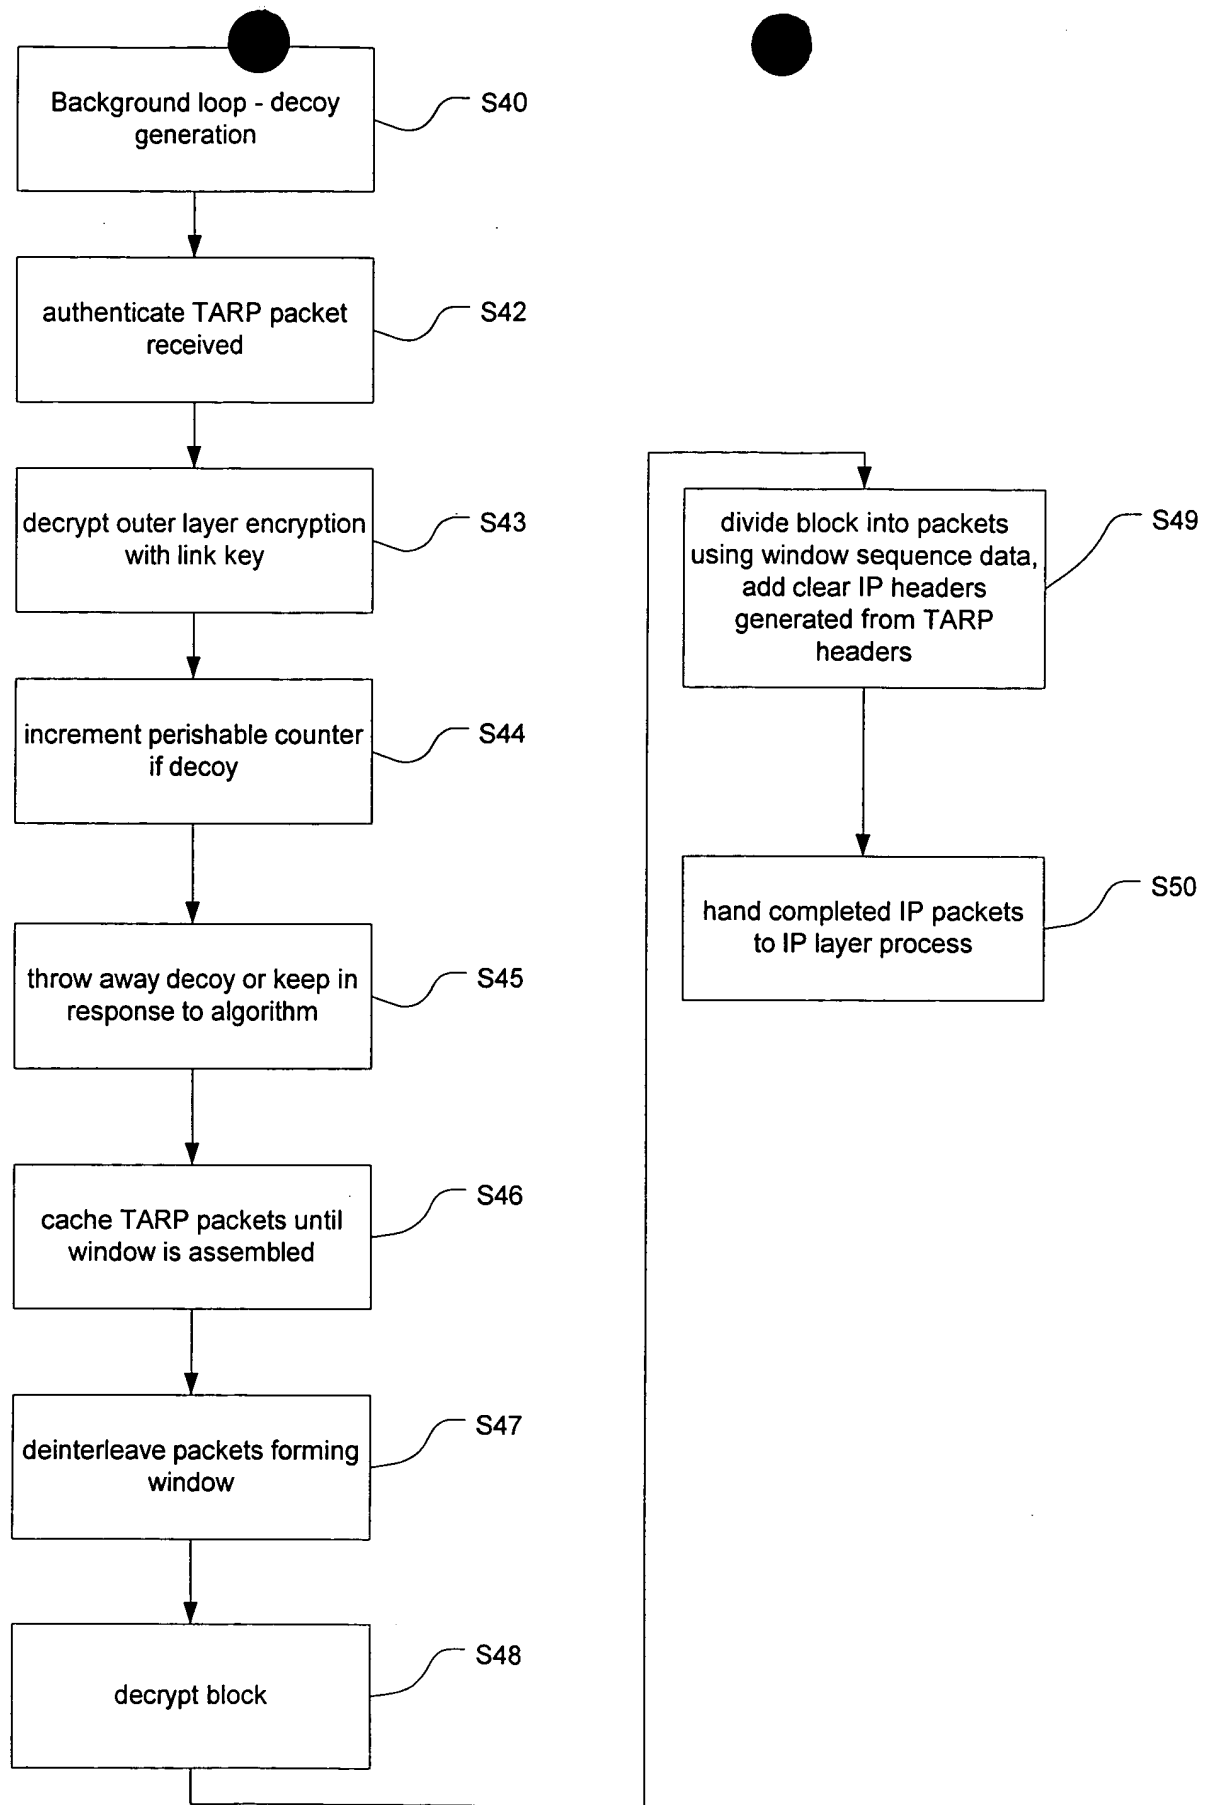 Background loop - decoy
generation
S40
authenticate TARP packet
received
S42
decrypt outer layer encryption
with link key
S43
increment perishable counter
if decoy
S44
throw away decoy or keep in
response to algorithm
S45
cache TARP packets until
window is assembled
S46
deinterleave packets forming
window
S47
decrypt block
S48
divide block into packets
using window sequence data,
add clear IP headers
generated from TARP
headers
S49
hand completed IP packets
to IP layer process
S50